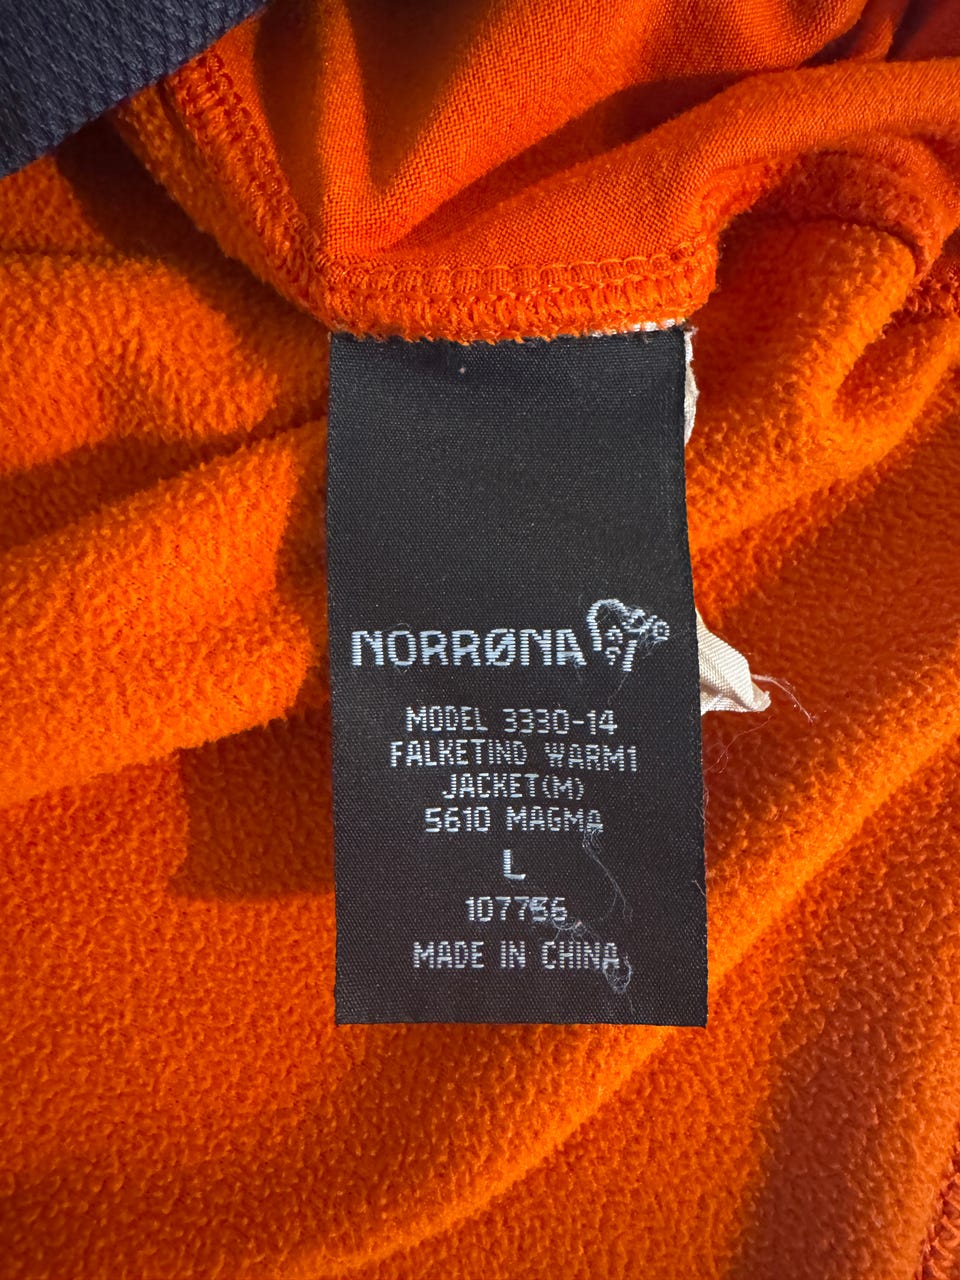 NORRØNA
MODEL 3330-14
FALKETIND WARM1
JACKET(M)
5610 MAGMA
L
107756
MADE IN CHINA